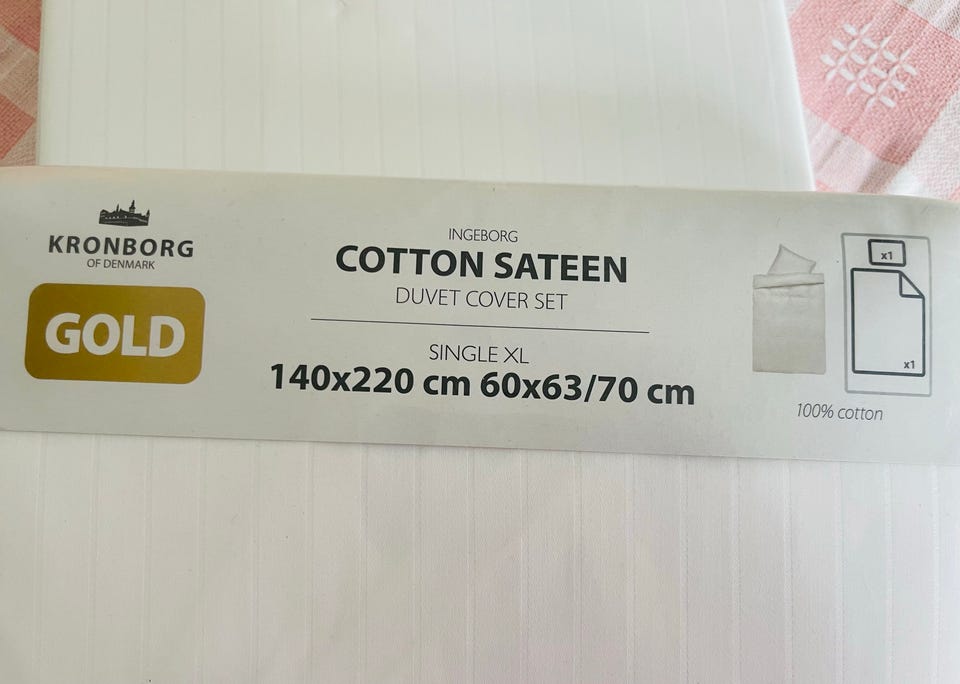 KRONBORG
OF DENMARK
GOLD
INGEBORG
COTTON SATEEN
DUVET COVER SET
SINGLE XL
140x220 cm 60x63/70 cm
x1
x1
100% cotton